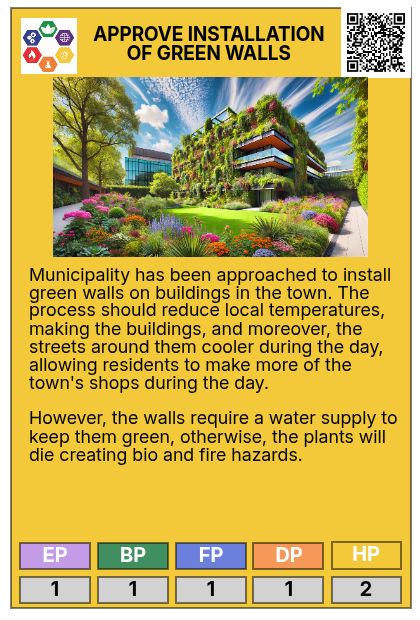 APPROVE INSTALLATION
OF GREEN WALLS
Municipality has been approached to install
green walls on buildings in the town. The
process should reduce local temperatures,
making the buildings, and moreover, the
streets around them cooler during the day,
allowing residents to make more of the
town's shops during the day.
However, the walls require a water supply to
keep them green, otherwise, the plants will
die creating bio and fire hazards.
EP BP FP DP HP
1 1 1 1 2